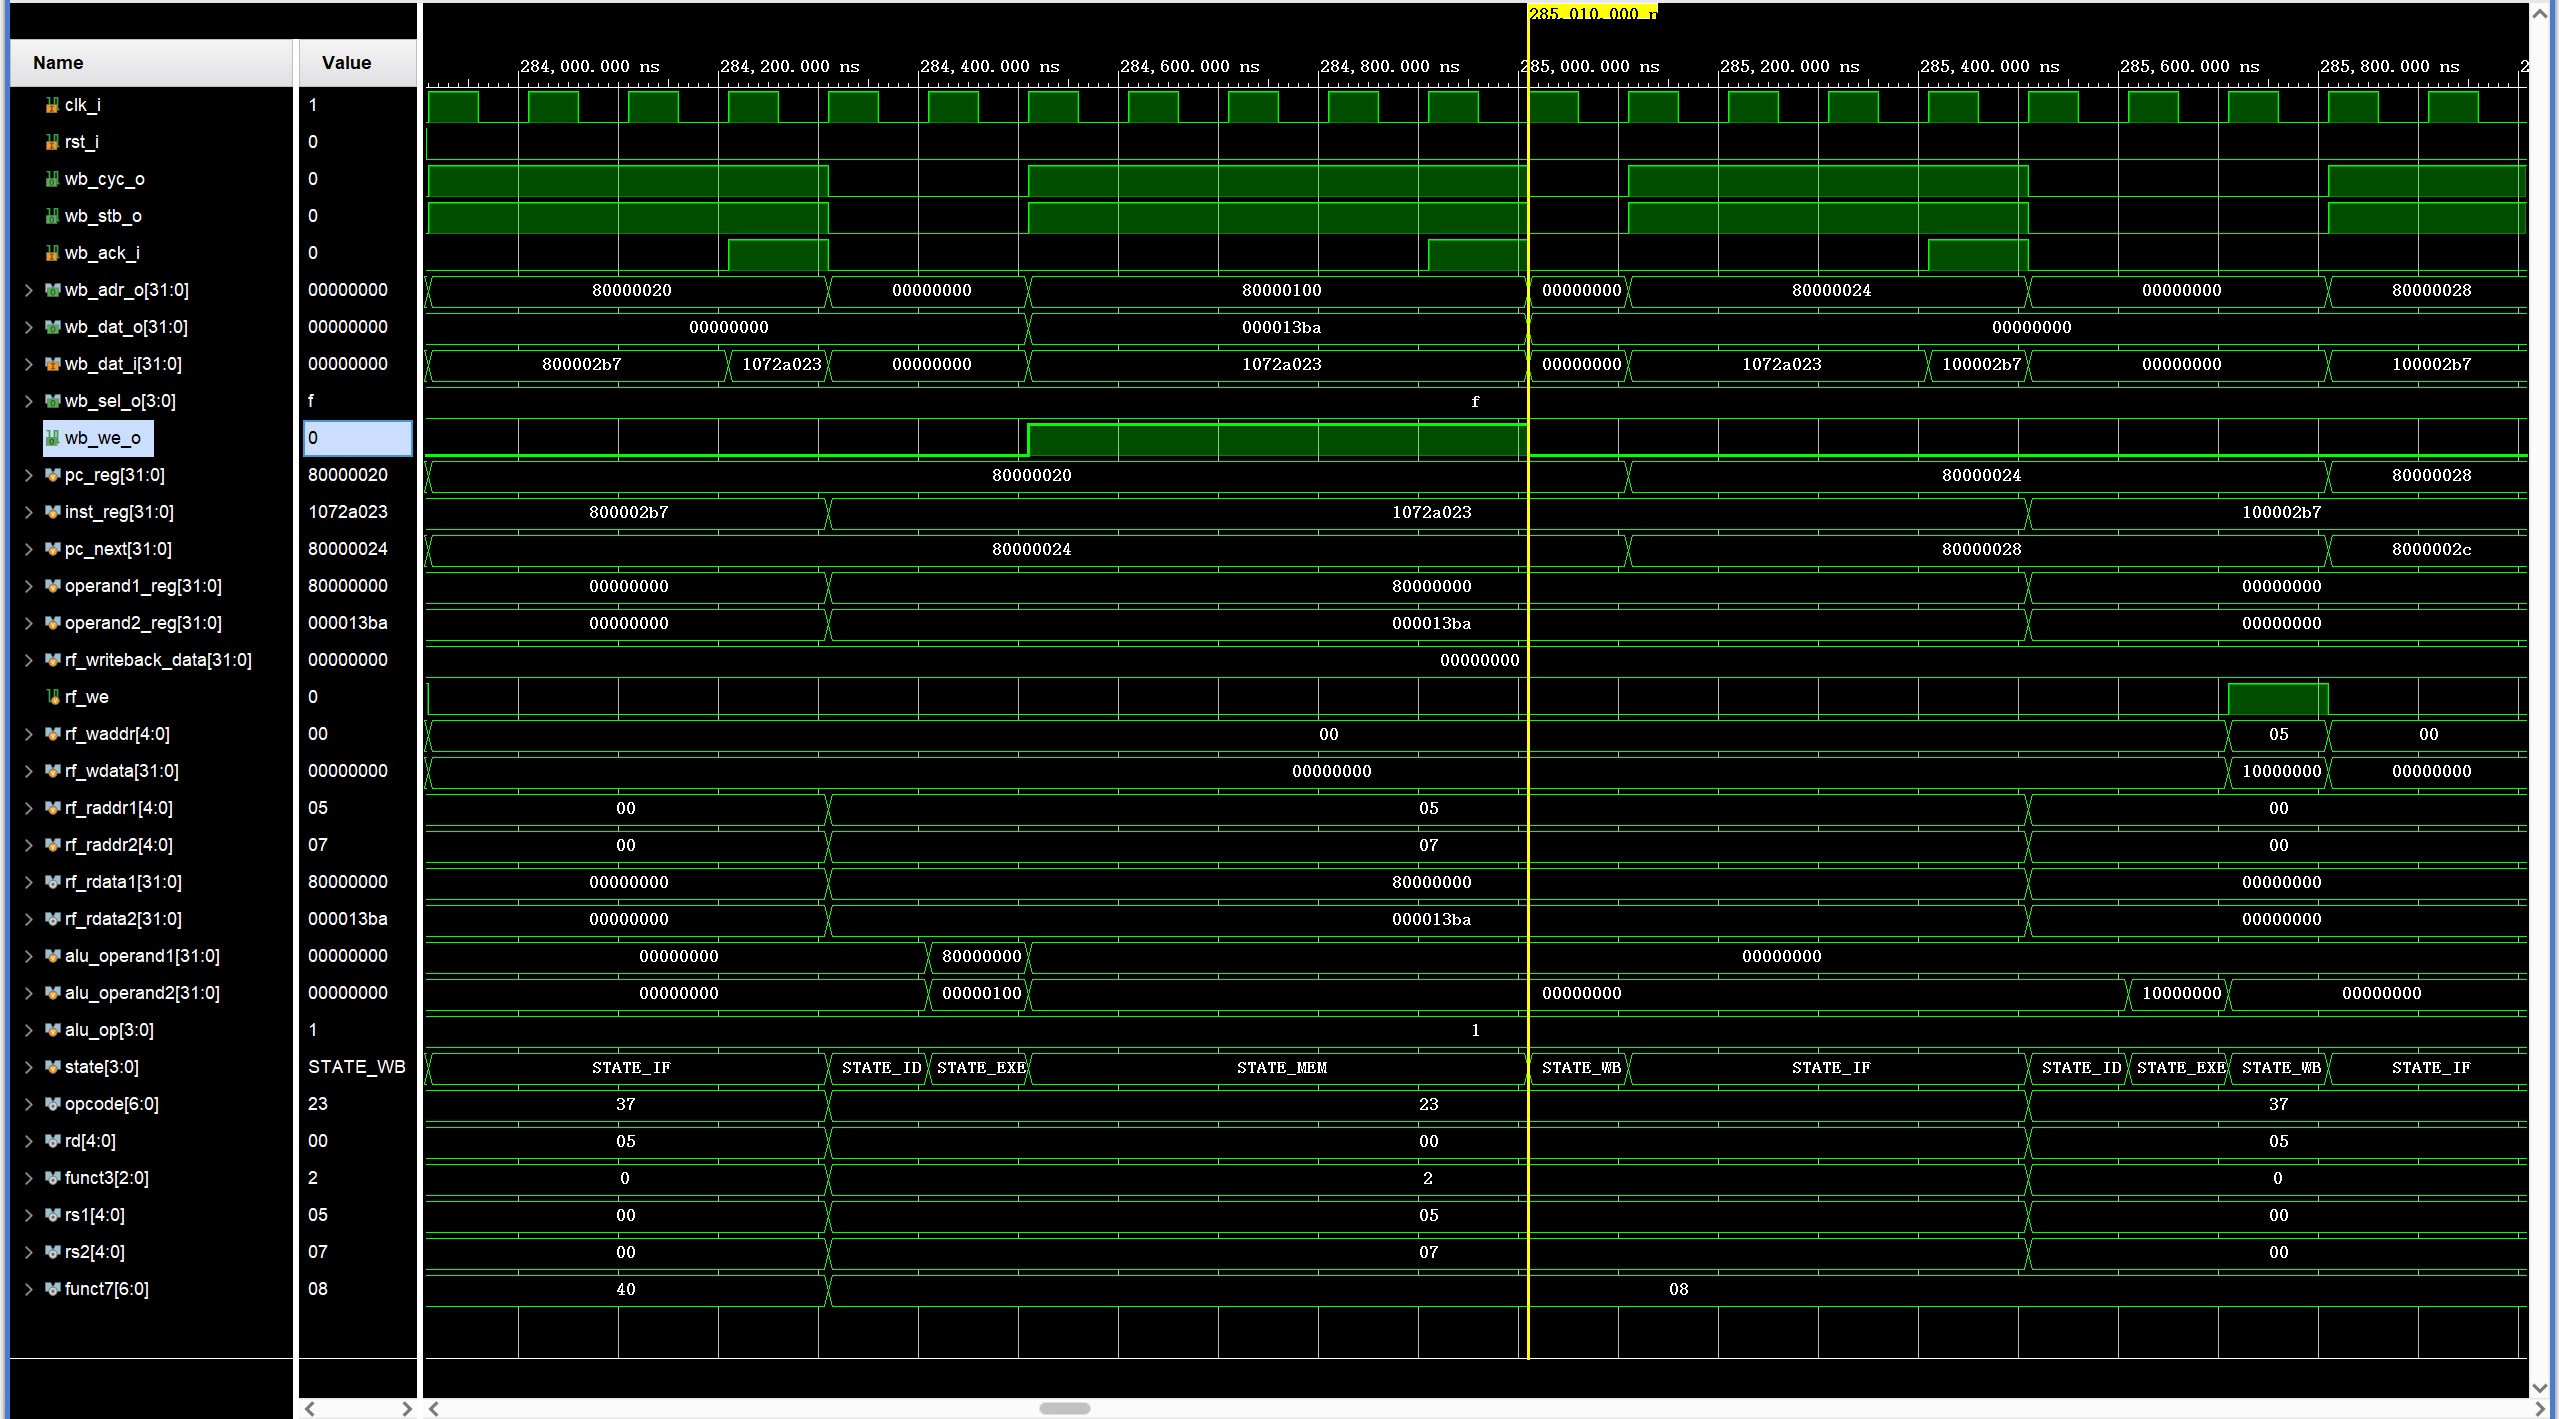 285,010.000 n
Name Value 284,000.000 ns 284,200.000 ns 284,400.000 ns 284,600.000 ns 284,800.000 ns 285,000.000 ns 285,200.000 ns 285,400.000 ns 285,600.000 ns 285,800.000 ns 2
clk_i 1
rst_i 0
wb_cyc_o 0
wb_stb_o 0
wb_ack_i 0
wb_adr_o[31:0] 00000000 80000020 00000000 80000100 00000000 80000024 00000000 80000028
wb_dat_o[31:0] 00000000 00000000 000013ba 00000000
wb_dat_i[31:0] 00000000 800002b7 1072a023 00000000 1072a023 00000000 1072a023 100002b7 00000000 100002b7
wb_sel_o[3:0] f f
wb_we_o 0
pc_reg[31:0] 80000020 80000020 80000024 80000028
inst_reg[31:0] 1072a023 800002b7 1072a023 100002b7
pc_next[31:0] 80000024 80000024 80000028 8000002c
operand1_reg[31:0] 80000000 00000000 80000000 00000000
operand2_reg[31:0] 000013ba 00000000 000013ba 00000000
rf_writeback_data[31:0] 00000000 00000000
rf_we 0
rf_waddr[4:0] 00 00 05 00
rf_wdata[31:0] 00000000 00000000 10000000 00000000
rf_raddr1[4:0] 05 00 05 00
rf_raddr2[4:0] 07 00 07 00
rf_rdata1[31:0] 80000000 00000000 80000000 00000000
rf_rdata2[31:0] 000013ba 00000000 000013ba 00000000
alu_operand1[31:0] 00000000 00000000 80000000 00000000
alu_operand2[31:0] 00000000 00000000 00000100 00000000 10000000 00000000
alu_op[3:0] 1 1
state[3:0] STATE_WB STATE_IF STATE_ID STATE_EXE STATE_MEM STATE_WB STATE_IF STATE_ID STATE_EXE STATE_WB STATE_IF
opcode[6:0] 23 37 23 37
rd[4:0] 00 05 00 05
funct3[2:0] 2 0 2 0
rs1[4:0] 05 00 05 00
rs2[4:0] 07 00 07 00
funct7[6:0] 08 40 08